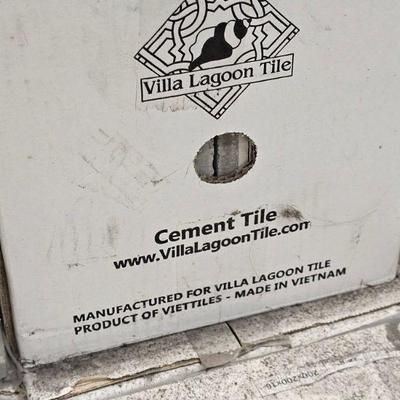 Villa Lagoon Tile
Cement Tile
www.VillaLagoonTile.com
MANUFACTURED FOR VILLA LAGOON TILE
PRODUCT OF VIETTILES - MADE IN VIETNAM